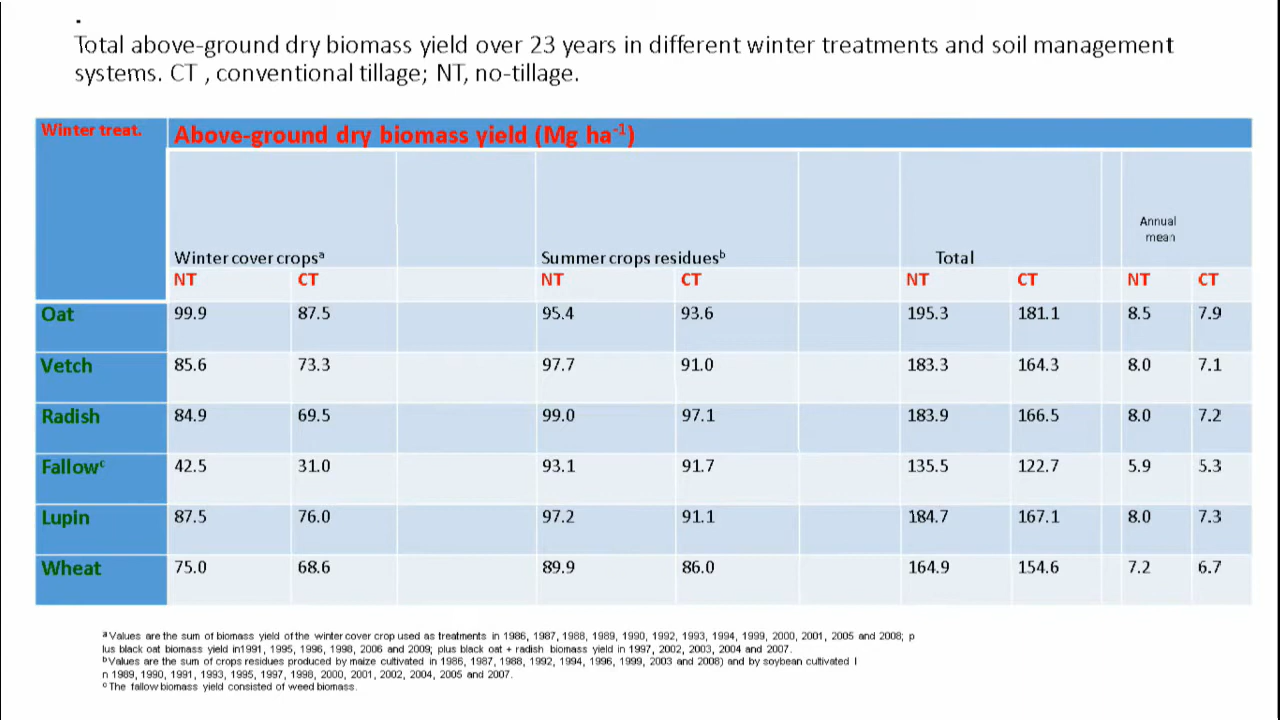 .
Total above-ground dry biomass yield over 23 years in different winter treatments and soil management
systems. CT , conventional tillage; NT, no-tillage.
Winter treat. Above-ground dry biomass yield (Mg ha-1)
Annual
mean
Winter cover cropsa Summer crops residuesb Total
NT CT NT CT NT CT NT CT
Oat 99.9 87.5 95.4 93.6 195.3 181.1 8.5 7.9
Vetch 85.6 73.3 97.7 91.0 183.3 164.3 8.0 7.1
Radish 84.9 69.5 99.0 97.1 183.9 166.5 8.0 7.2
Fallowc 42.5 31.0 93.1 91.7 135.5 122.7 5.9 5.3
Lupin 87.5 76.0 97.2 91.1 184.7 167.1 8.0 7.3
Wheat 75.0 68.6 89.9 86.0 164.9 154.6 7.2 6.7
a Values are the sum of biomass yield of the winter cover crop used as treatments in 1986, 1987, 1988, 1989, 1990, 1992, 1993, 1994, 1999, 2000, 2001, 2005 and 2008; p
lus black oat biomass yield in1991, 1995, 1996, 1998, 2006 and 2009; plus black oat + radish biomass yield in 1997, 2002, 2003, 2004 and 2007.
b Values are the sum of crops residues produced by maize cultivated in 1986, 1987, 1988, 1992, 1994, 1996, 1999, 2003 and 2008) and by soybean cultivated I
n 1989, 1990, 1991, 1993, 1995, 1997, 1998, 2000, 2001, 2002, 2004, 2005 and 2007.
c The fallow biomass yield consisted of weed biomass.